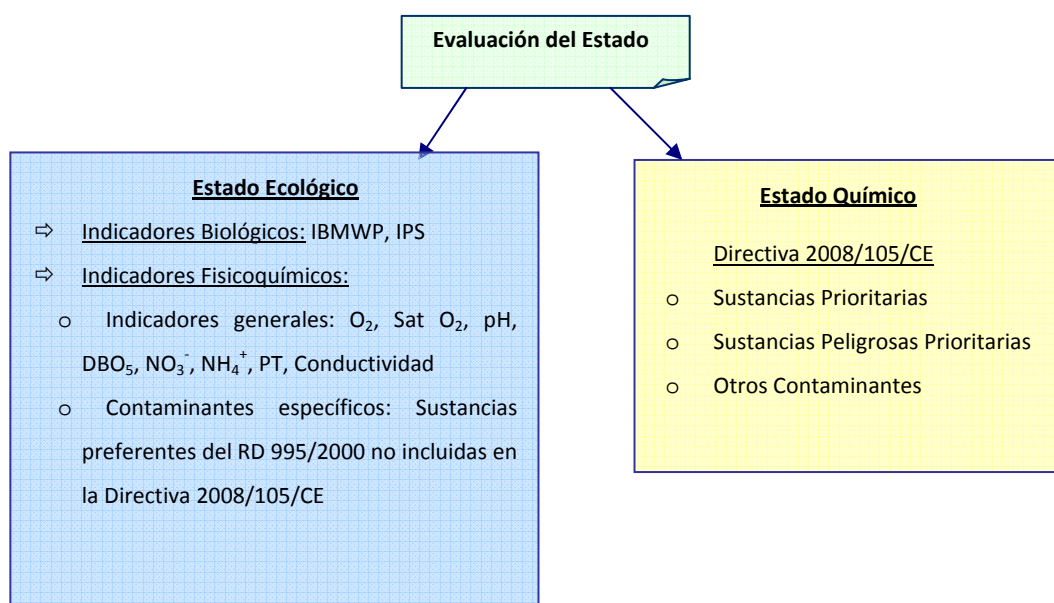 Evaluación del Estado
Estado Ecológico
⇨ Indicadores Biológicos: IBMWP, IPS
⇨ Indicadores Fisicoquímicos:
o Indicadores generales: O₂, Sat O₂, pH,
DBO₅, NO₃⁻, NH₄⁺, PT, Conductividad
o Contaminantes específicos: Sustancias
preferentes del RD 995/2000 no incluidas en
la Directiva 2008/105/CE
Estado Químico
Directiva 2008/105/CE
o Sustancias Prioritarias
o Sustancias Peligrosas Prioritarias
o Otros Contaminantes